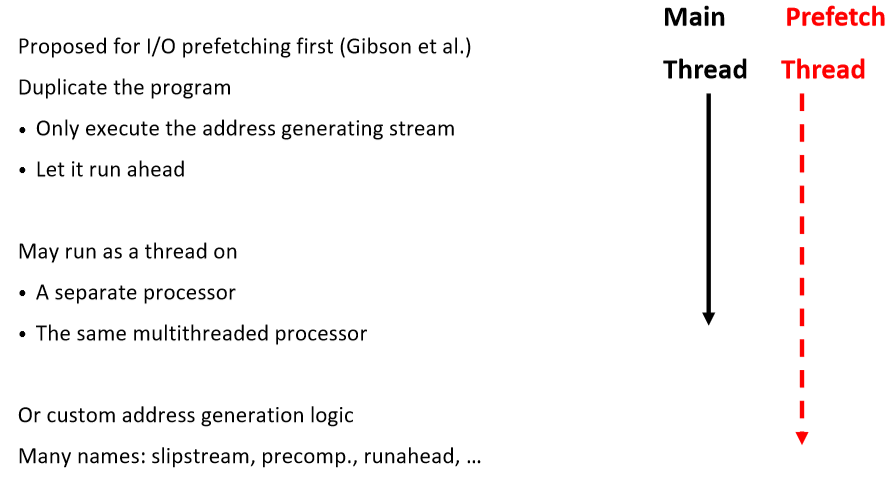 Proposed for I/O prefetching first (Gibson et al.)
Duplicate the program
• Only execute the address generating stream
• Let it run ahead
May run as a thread on
• A separate processor
• The same multithreaded processor
Or custom address generation logic
Many names: slipstream, precomp., runahead, ...
Main
Thread
Prefetch
Thread